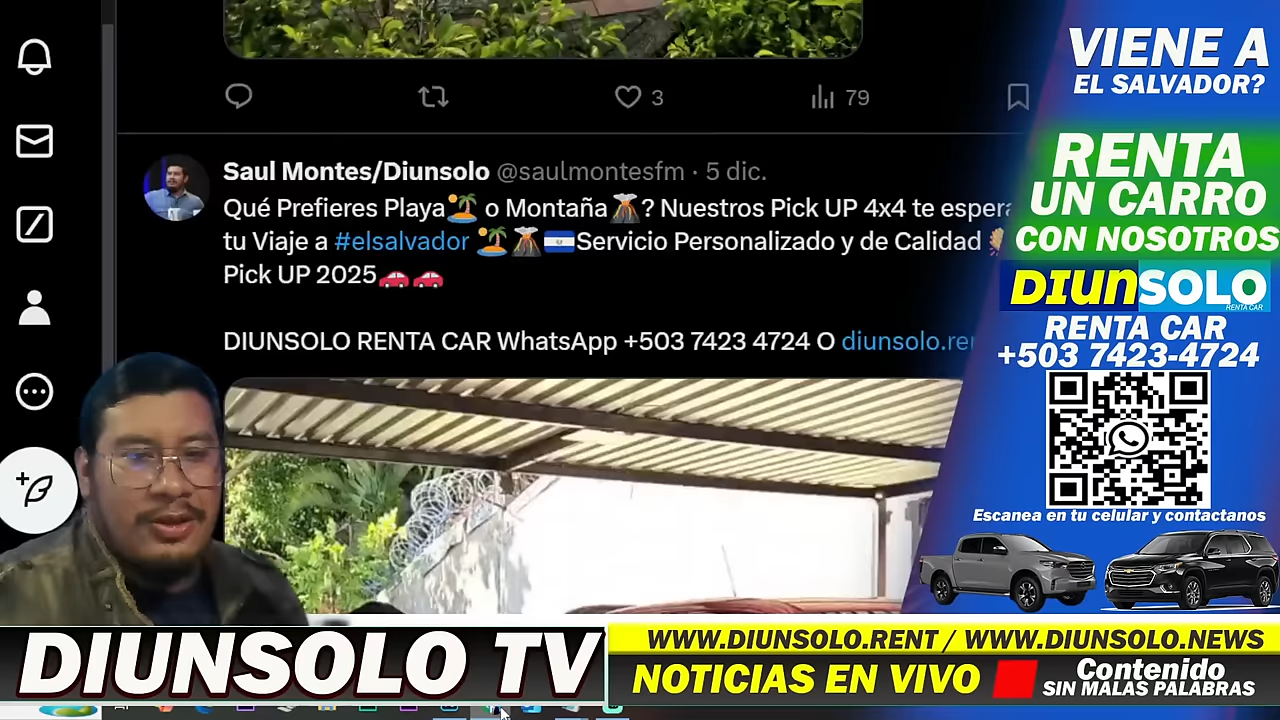 3
79
Saul Montes/Diunsolo @saulmontesfm · 5 dic.
Qué Prefieres Playa🏝️ o Montaña🌋? Nuestros Pick UP 4x4 te espera
tu Viaje a #elsalvador 🏝️🌋🇸🇻Servicio Personalizado y de Calidad
Pick UP 2025🚗🚗
DIUNSOLO RENTA CAR WhatsApp +503 7423 4724 O diunsolo.ren
VIENE A
EL SALVADOR?
RENTA
UN CARRO
CON NOSOTROS
DIUNSOLO
RENTA CAR
RENTA CAR
+503 7423-4724
Escanea en tu celular y contactanos
DIUNSOLO TV
WWW.DIUNSOLO.RENT / WWW.DIUNSOLO.NEWS
NOTICIAS EN VIVO
Contenido
SIN MALAS PALABRAS